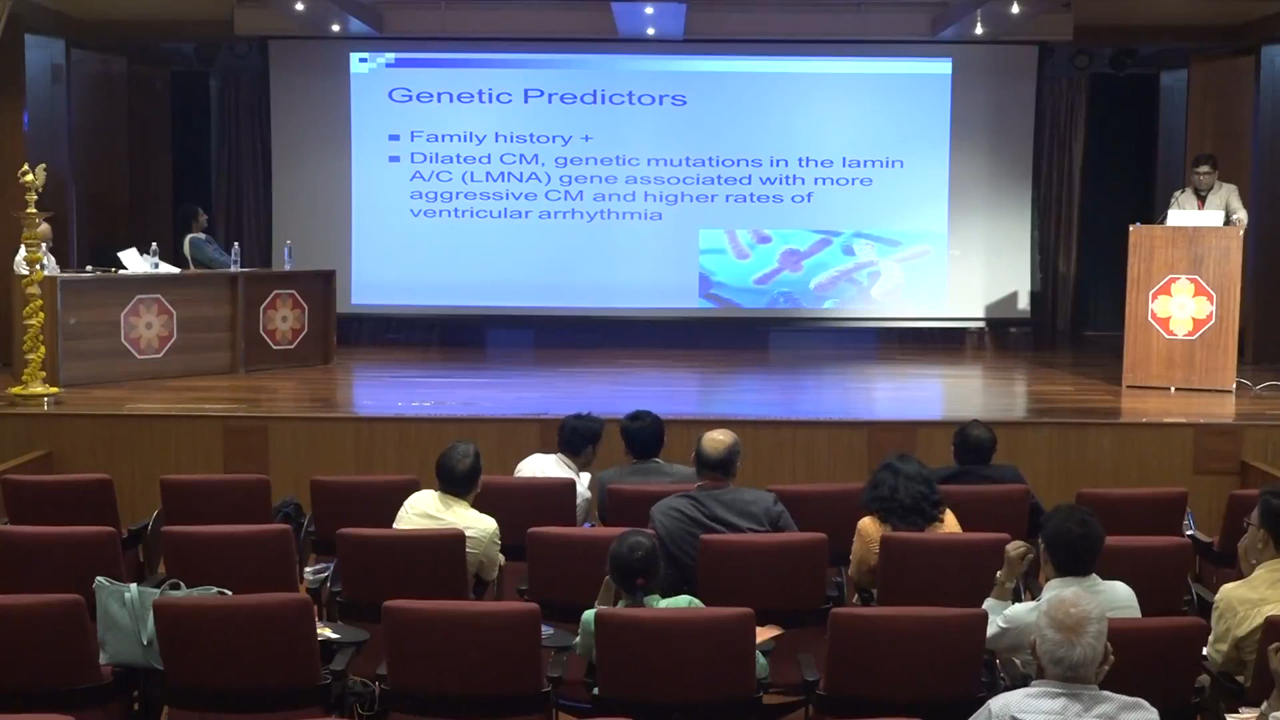 Genetic Predictors
Family history +
Dilated CM, genetic mutations in the lamin
A/C (LMNA) gene associated with more
aggressive CM and higher rates of
ventricular arrhythmia